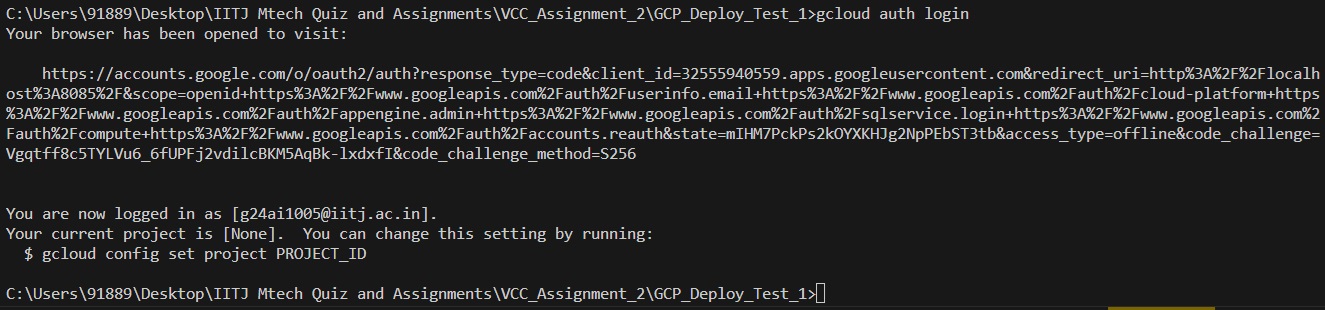 C:\Users\91889\Desktop\IITJ Mtech Quiz and Assignments\VCC_Assignment_2\GCP_Deploy_Test_1>gcloud auth login
Your browser has been opened to visit:
https://accounts.google.com/o/oauth2/auth?response_type=code&client_id=32555940559.apps.googleusercontent.com&redirect_uri=http%3A%2F%2Flocalh
ost%3A8085%2F&scope=openid+https%3A%2F%2Fwww.googleapis.com%2Fauth%2Fuserinfo.email+https%3A%2F%2Fwww.googleapis.com%2Fauth%2Fcloud-platform+https
%3A%2F%2Fwww.googleapis.com%2Fauth%2Fappengine.admin+https%3A%2F%2Fwww.googleapis.com%2Fauth%2Fsqlservice.login+https%3A%2F%2Fwww.googleapis.com%2
Fauth%2Fcompute+https%3A%2F%2Fwww.googleapis.com%2Fauth%2Faccounts.reauth&state=mIHM7PckPs2kOYXKHJg2NpPEbST3tb&access_type=offline&code_challenge=
Vgqtff8c5TYLVu6_6fUPFj2vdilcBKM5AqBk-lxdxfI&code_challenge_method=S256
You are now logged in as [g24ai1005@iitj.ac.in].
Your current project is [None].  You can change this setting by running:
$ gcloud config set project PROJECT_ID
C:\Users\91889\Desktop\IITJ Mtech Quiz and Assignments\VCC_Assignment_2\GCP_Deploy_Test_1>